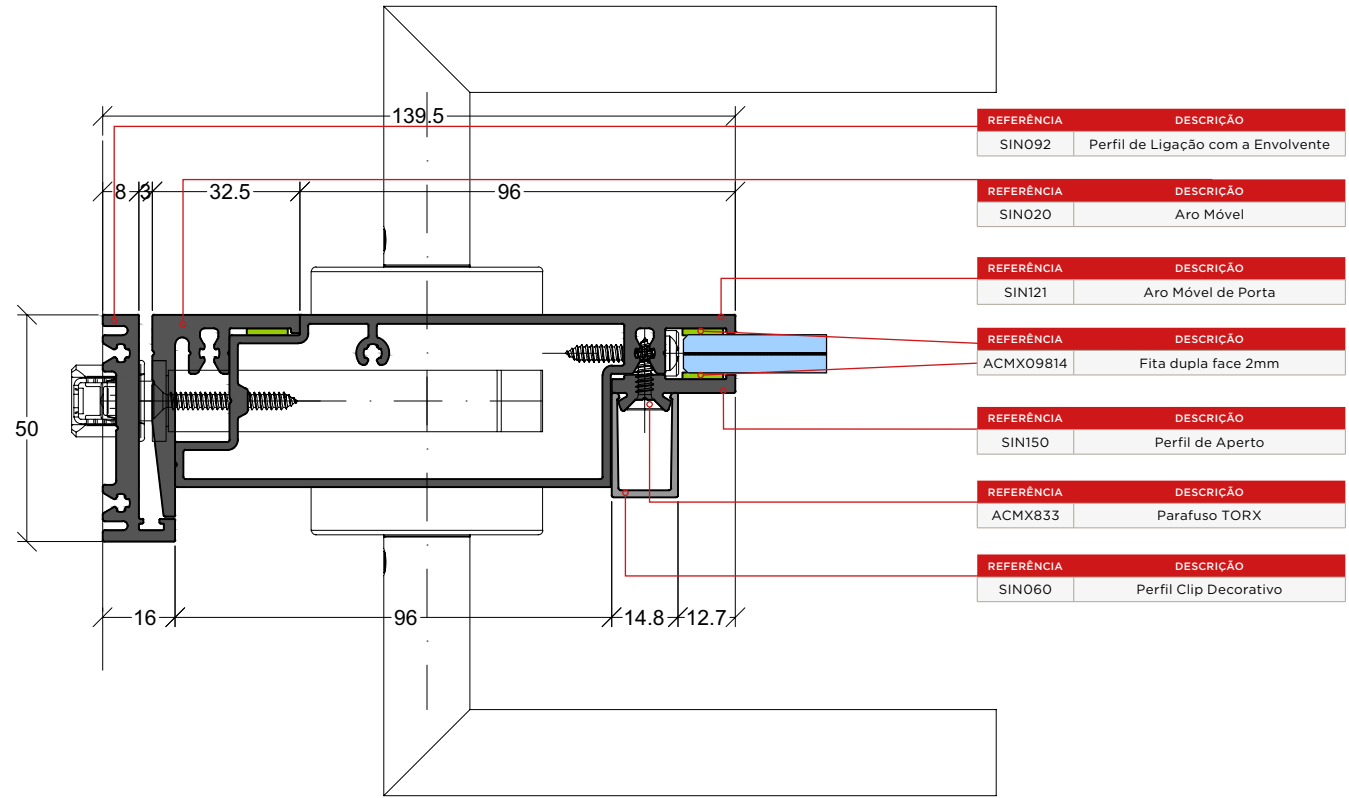 139.5
8 3 32.5 96
50
16 96 14.8 12.7
REFERÊNCIA DESCRIÇÃO
SIN092 Perfil de Ligação com a Envolvente
REFERÊNCIA DESCRIÇÃO
SIN020 Aro Móvel
REFERÊNCIA DESCRIÇÃO
SIN121 Aro Móvel de Porta
REFERÊNCIA DESCRIÇÃO
ACMX09814 Fita dupla face 2mm
REFERÊNCIA DESCRIÇÃO
SIN150 Perfil de Aperto
REFERÊNCIA DESCRIÇÃO
ACMX833 Parafuso TORX
REFERÊNCIA DESCRIÇÃO
SIN060 Perfil Clip Decorativo